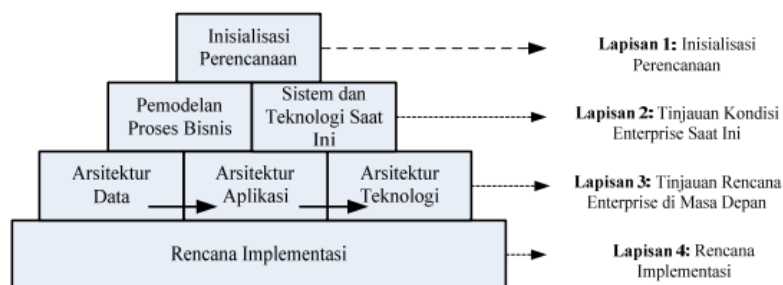 Inisialisasi
Perencanaan
Lapisan 1: Inisialisasi
Perencanaan
Pemodelan
Proses Bisnis
Sistem dan
Teknologi Saat
Ini
Lapisan 2: Tinjauan Kondisi
Enterprise Saat Ini
Arsitektur
Data
Arsitektur
Aplikasi
Arsitektur
Teknologi
Lapisan 3: Tinjauan Rencana
Enterprise di Masa Depan
Rencana Implementasi
Lapisan 4: Rencana
Implementasi